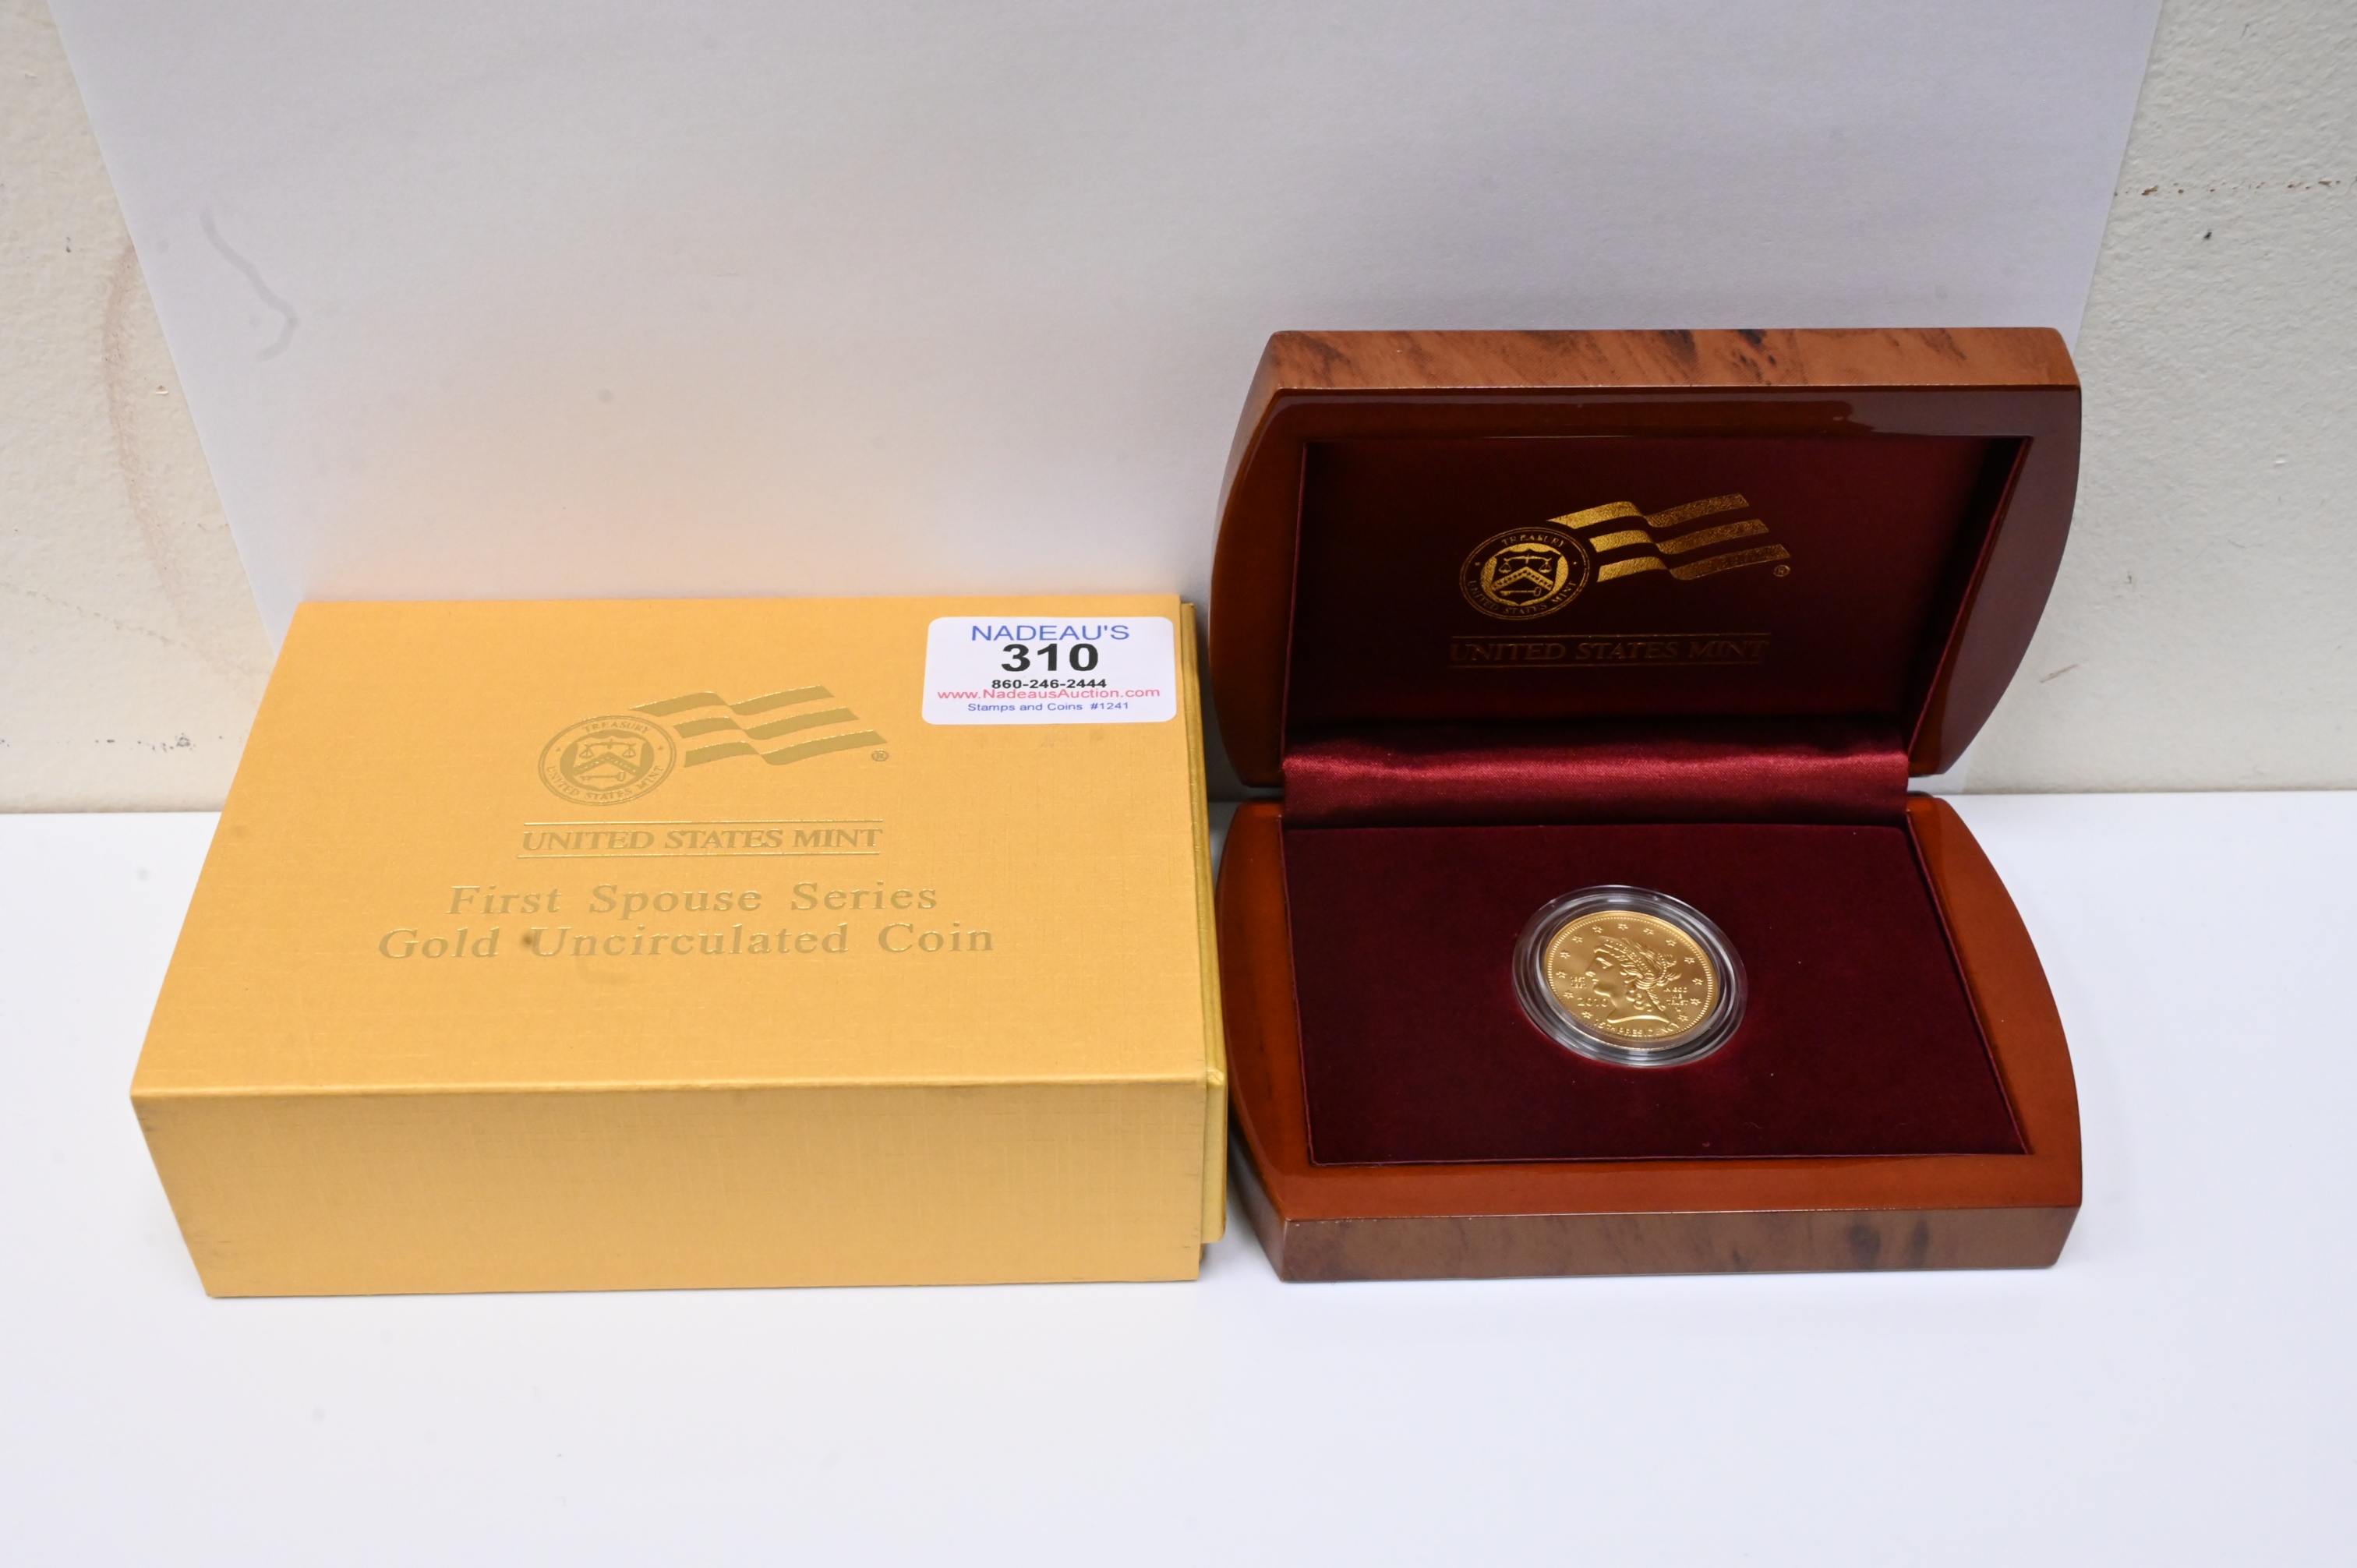 NADEAU'S
310
860-246-2444
www.NadeausAuction.com
Stamps and Coins #1241
TREASURY
UNITED STATES MINT
®
UNITED STATES MINT
First Spouse Series
Gold Uncirculated Coin
TREASURY
UNITED STATES MINT
®
UNITED STATES MINT
2010